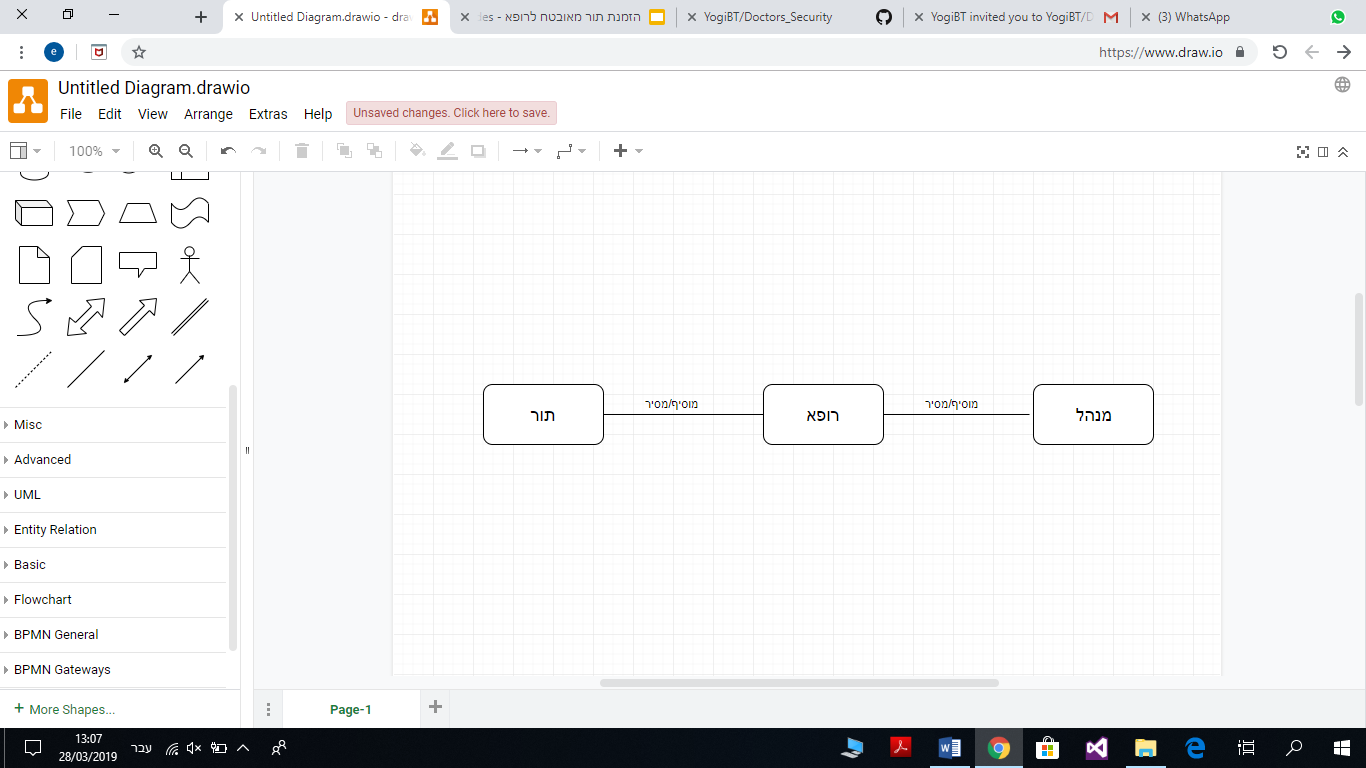 Untitled Diagram.drawio - dra
הזמנת תור מאובטח לרופא - des
YogiBT/Doctors_Security
YogiBT invited you to YogiBT/D
(3) WhatsApp
e
https://www.draw.io
Untitled Diagram.drawio
File Edit View Arrange Extras Help
Unsaved changes. Click here to save.
100%
תור
מוסיף/מסיר
רופא
מוסיף/מסיר
מנהל
Misc
Advanced
UML
Entity Relation
Basic
Flowchart
BPMN General
BPMN Gateways
+ More Shapes...
Page-1
13:07
28/03/2019
עבר